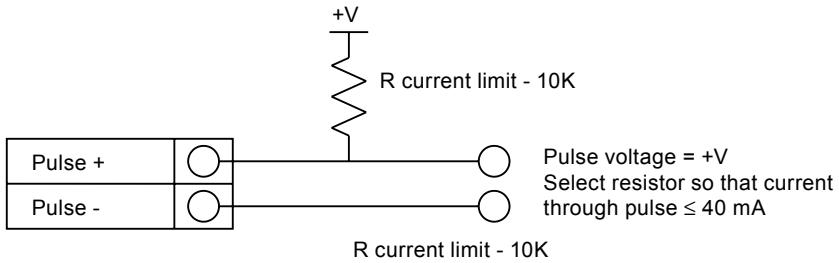 +V
R current limit - 10K
Pulse +
Pulse -
Pulse voltage = +V
Select resistor so that current
through pulse ≤ 40 mA
R current limit - 10K